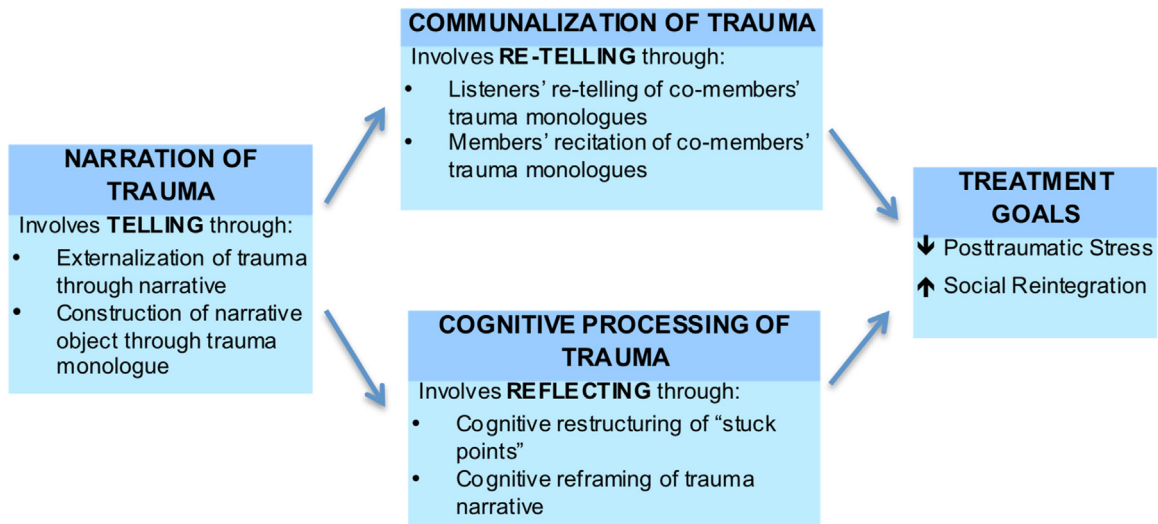 NARRATION OF
TRAUMA
Involves TELLING through:
• Externalization of trauma
through narrative
• Construction of narrative
object through trauma
monologue
COMMUNALIZATION OF TRAUMA
Involves RE-TELLING through:
• Listeners' re-telling of co-members'
trauma monologues
• Members' recitation of co-members'
trauma monologues
COGNITIVE PROCESSING OF
TRAUMA
Involves REFLECTING through:
• Cognitive restructuring of “stuck
points”
• Cognitive reframing of trauma
narrative
TREATMENT
GOALS
↓ Posttraumatic Stress
↑ Social Reintegration